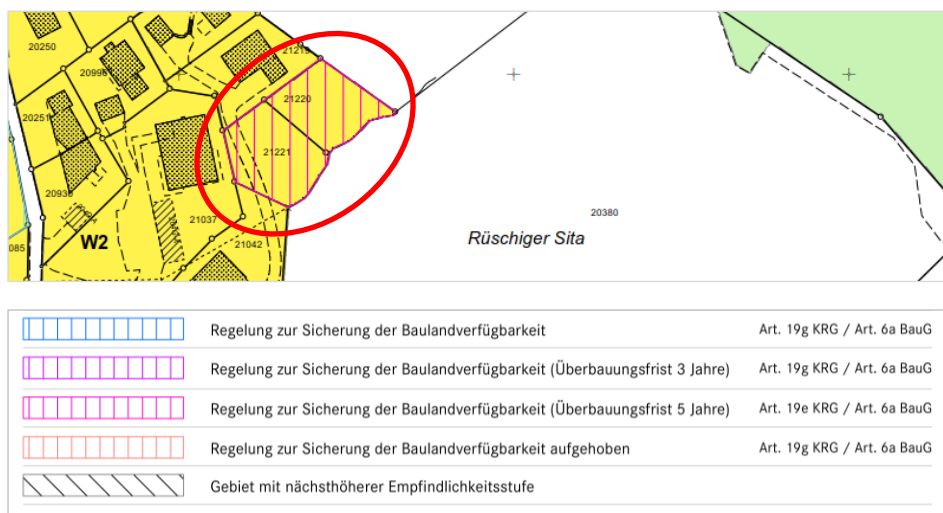 20250
20996
21219
21220
20251
21221
20930
21037
20380
W2
Rüschiger Sita
21042
085
Regelung zur Sicherung der Baulandverfügbarkeit Art. 19g KRG / Art. 6a BauG
Regelung zur Sicherung der Baulandverfügbarkeit (Überbauungsfrist 3 Jahre) Art. 19g KRG / Art. 6a BauG
Regelung zur Sicherung der Baulandverfügbarkeit (Überbauungsfrist 5 Jahre) Art. 19e KRG / Art. 6a BauG
Regelung zur Sicherung der Baulandverfügbarkeit aufgehoben Art. 19g KRG / Art. 6a BauG
Gebiet mit nächsthöherer Empfindlichkeitsstufe